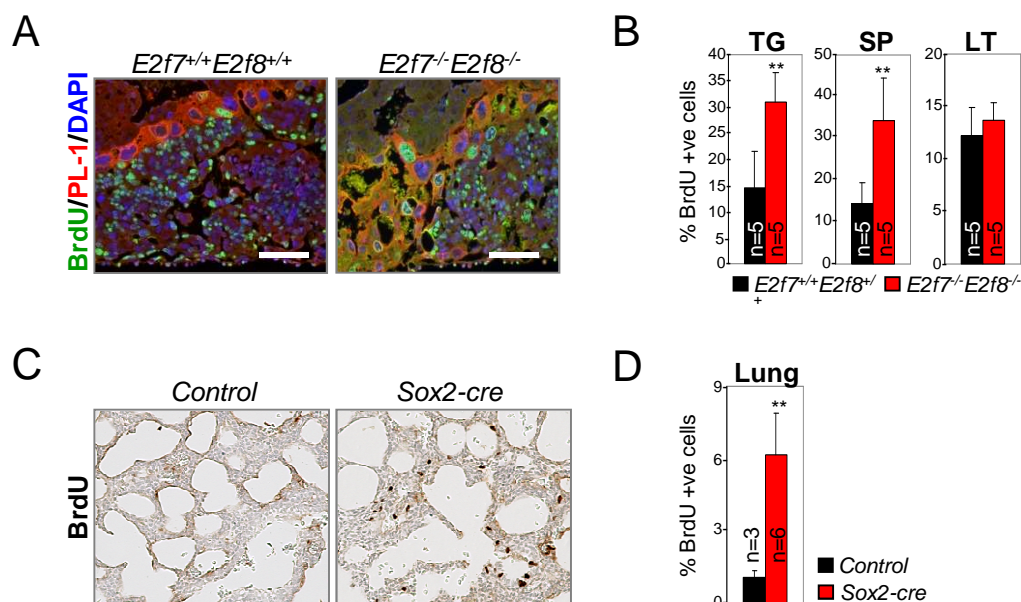 A
E2f7+/+E2f8+/+
E2f7-/-E2f8-/-
BrdU/PL-1/DAPI
B
TG
SP
LT
% BrdU +ve cells
40
35
30
25
20
15
10
5
0
**
n=5
n=5
50
40
30
20
10
0
**
n=5
n=5
20
15
10
5
0
n=5
n=5
E2f7+/+E2f8+/
+
E2f7-/-E2f8-/-
C
Control
Sox2-cre
BrdU
D
Lung
% BrdU +ve cells
9
6
3
0
**
n=3
n=6
Control
Sox2-cre